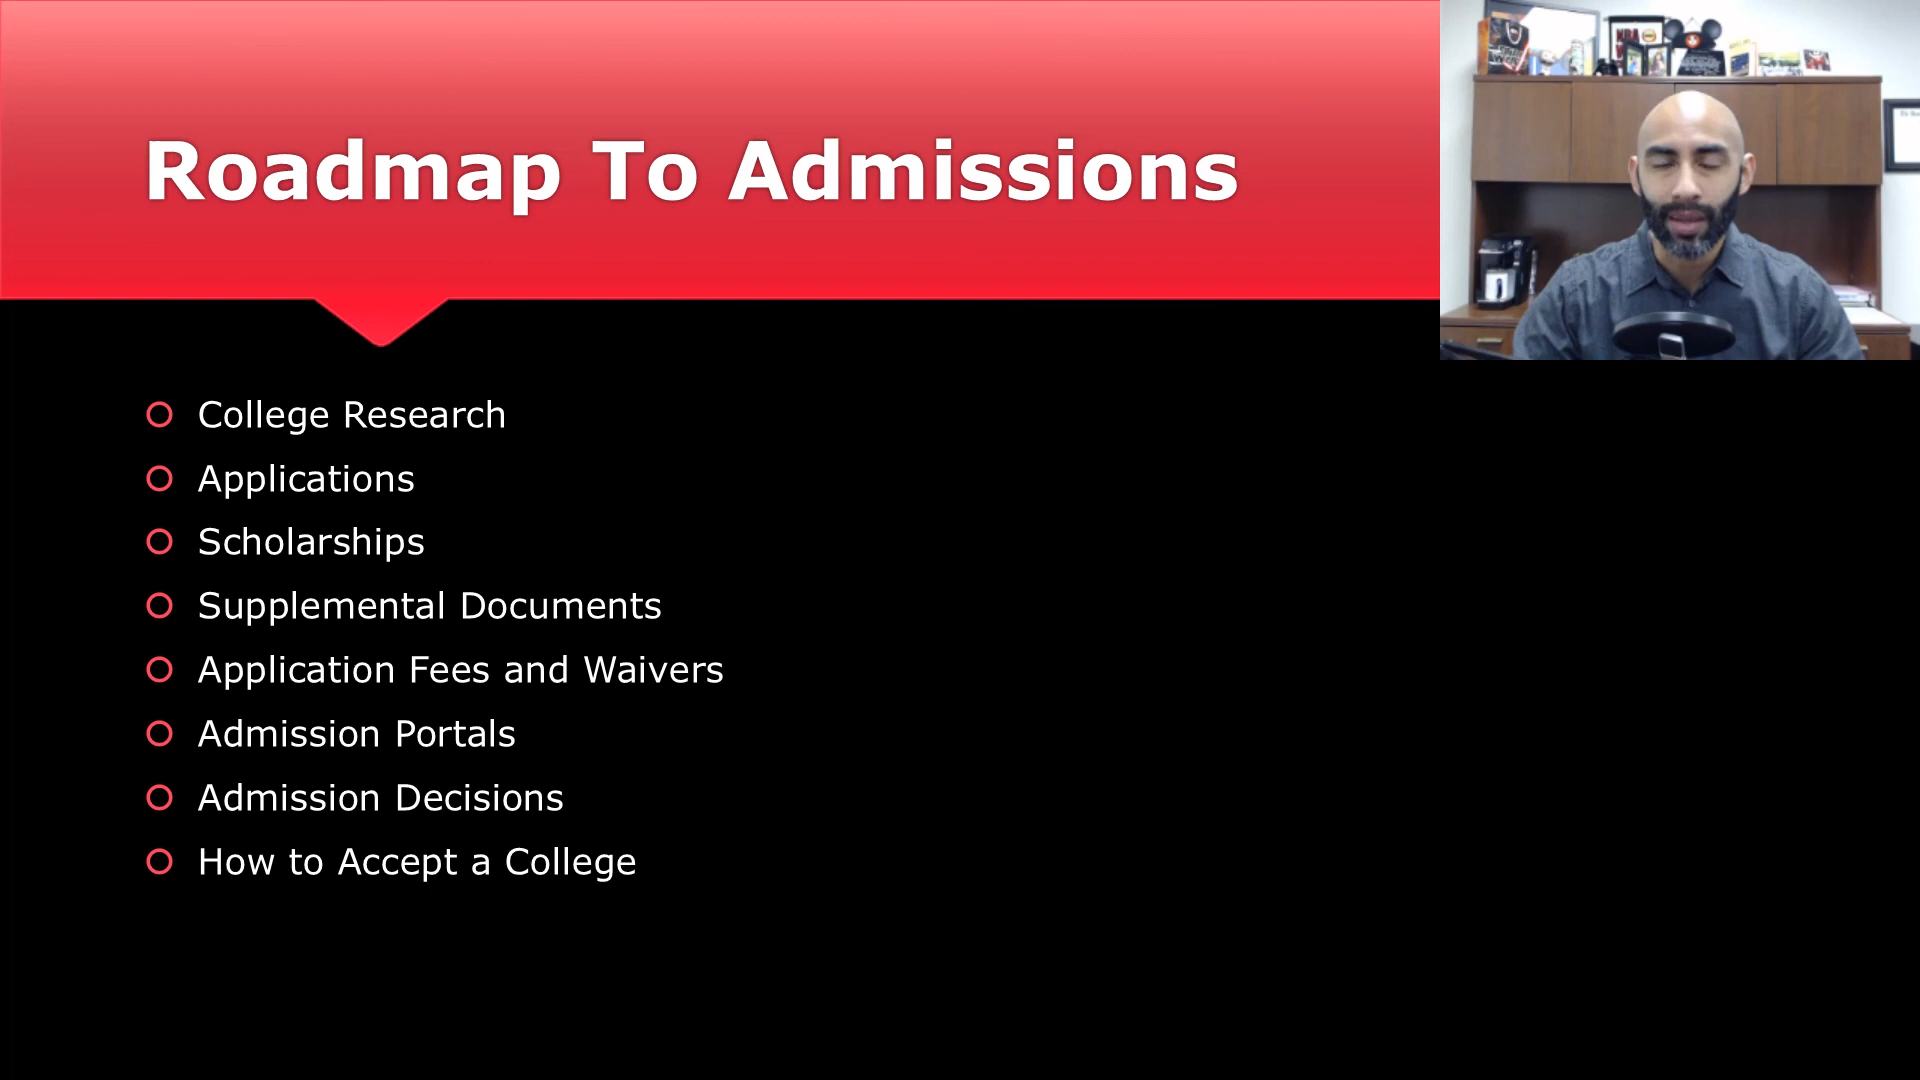 Roadmap To Admissions
College Research
Applications
Scholarships
Supplemental Documents
Application Fees and Waivers
Admission Portals
Admission Decisions
How to Accept a College